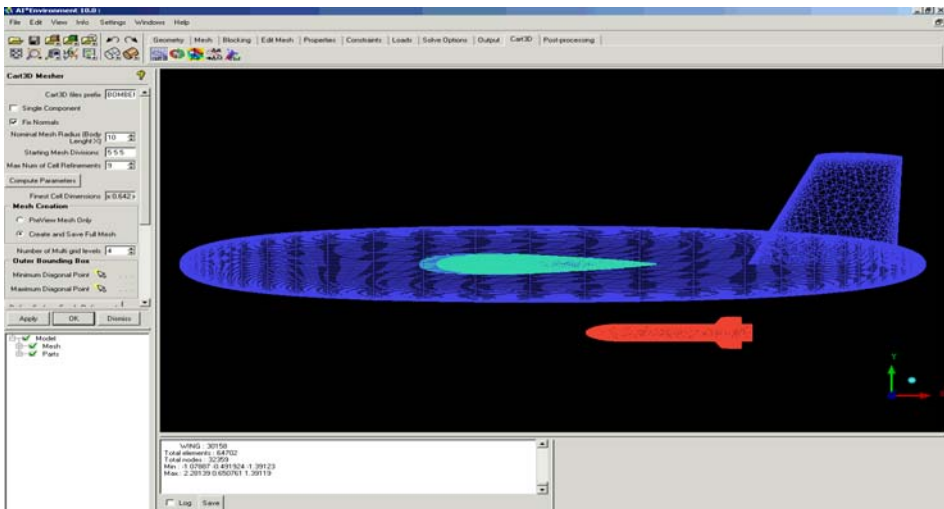 AI*Environment 10.0 :
File Edit View Info Settings Windows Help
Geometry Mesh Blocking Edit Mesh Properties Constraints Loads Solve Options Output Cart3D Post-processing
Cart3D Mesher
Cart3D files prefix BOMBER
Single Component
Fix Normals
Nominal Mesh Radius (Body Lenght X) 10
Starting Mesh Divisions 5 5 5
Max Num of Cell Refinements 9
Compute Parameters
Finest Cell Dimensions
Mesh Creation
PreView Mesh Only
Create and Save Full Mesh
Number of Multi grid levels 4
Outer Bounding Box
Minimum Diagonal Point
Maximum Diagonal Point
Apply OK Dismiss
Model
Mesh
Parts
Y
WING : 30158
Total elements : 64702
Total nodes : 32359
Min : -1.07887 -0.491924 -1.39123
Max : 2.28139 0.650761 1.39119
Log Save